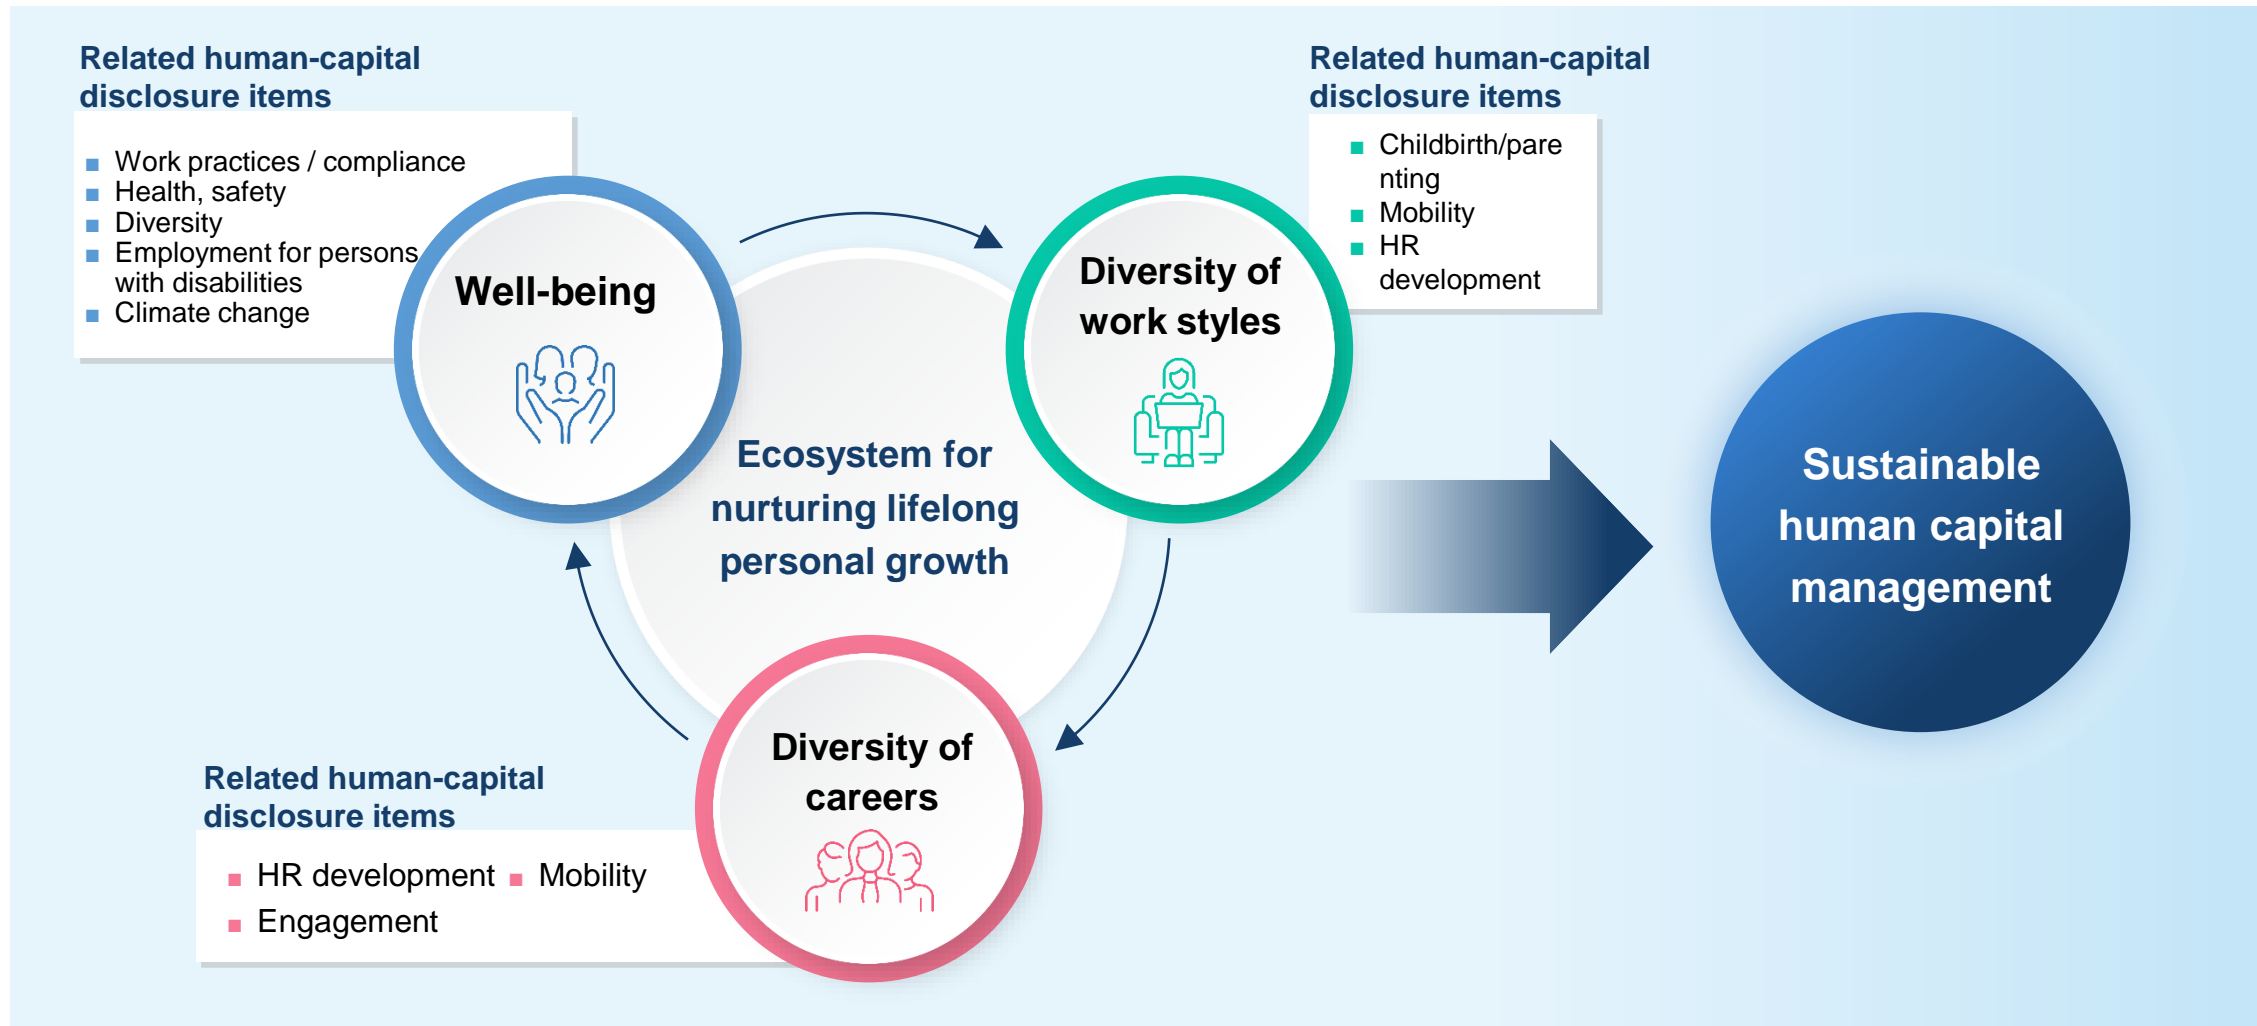 Related human-capital
disclosure items
Work practices / compliance
Health, safety
Diversity
Employment for persons
with disabilities
Climate change
Well-being
Related human-capital
disclosure items
Childbirth/pare
nting
Mobility
HR
development
Diversity of
work styles
Ecosystem for
nurturing lifelong
personal growth
Sustainable
human capital
management
Diversity of
careers
Related human-capital
disclosure items
HR development Mobility
Engagement